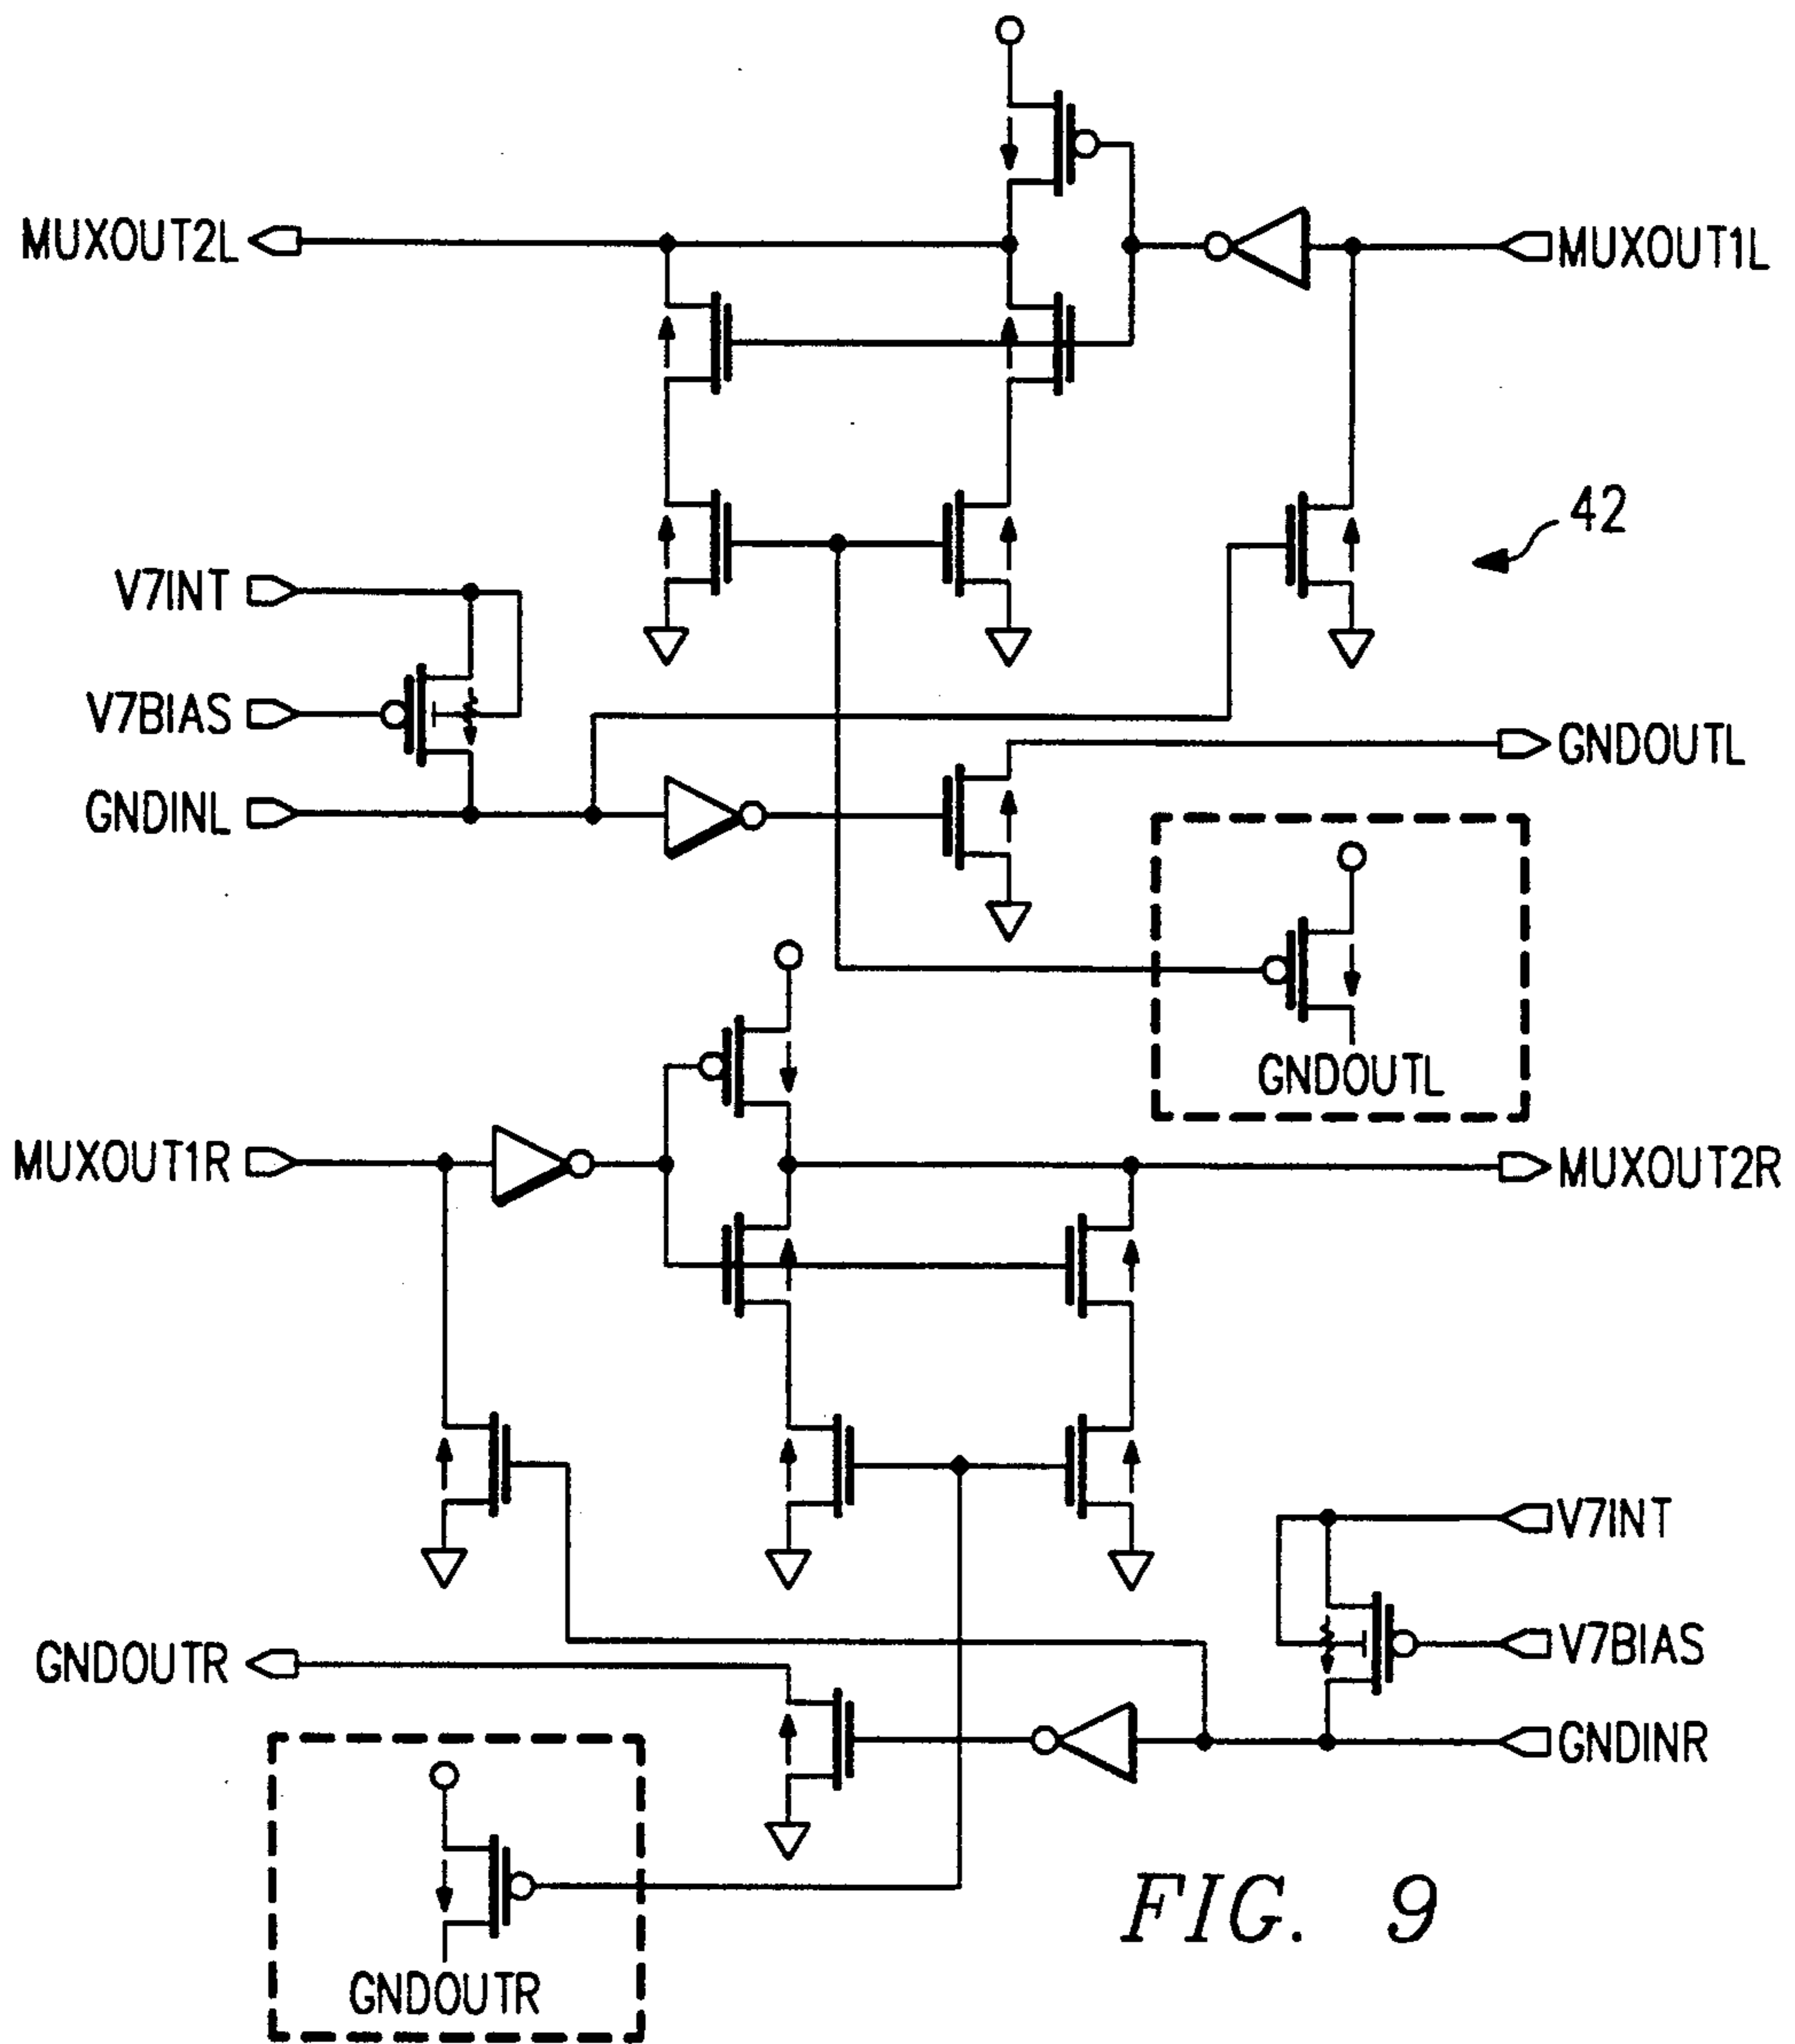 MUXOUT2L
MUXOUT1L
42
V7INT
V7BIAS
GNDOUTL
GNDINL
GNDOUTL
MUXOUT1R
MUXOUT2R
V7INT
GNDOUTR
V7BIAS
GNDINR
GNDOUTR
FIG. 9